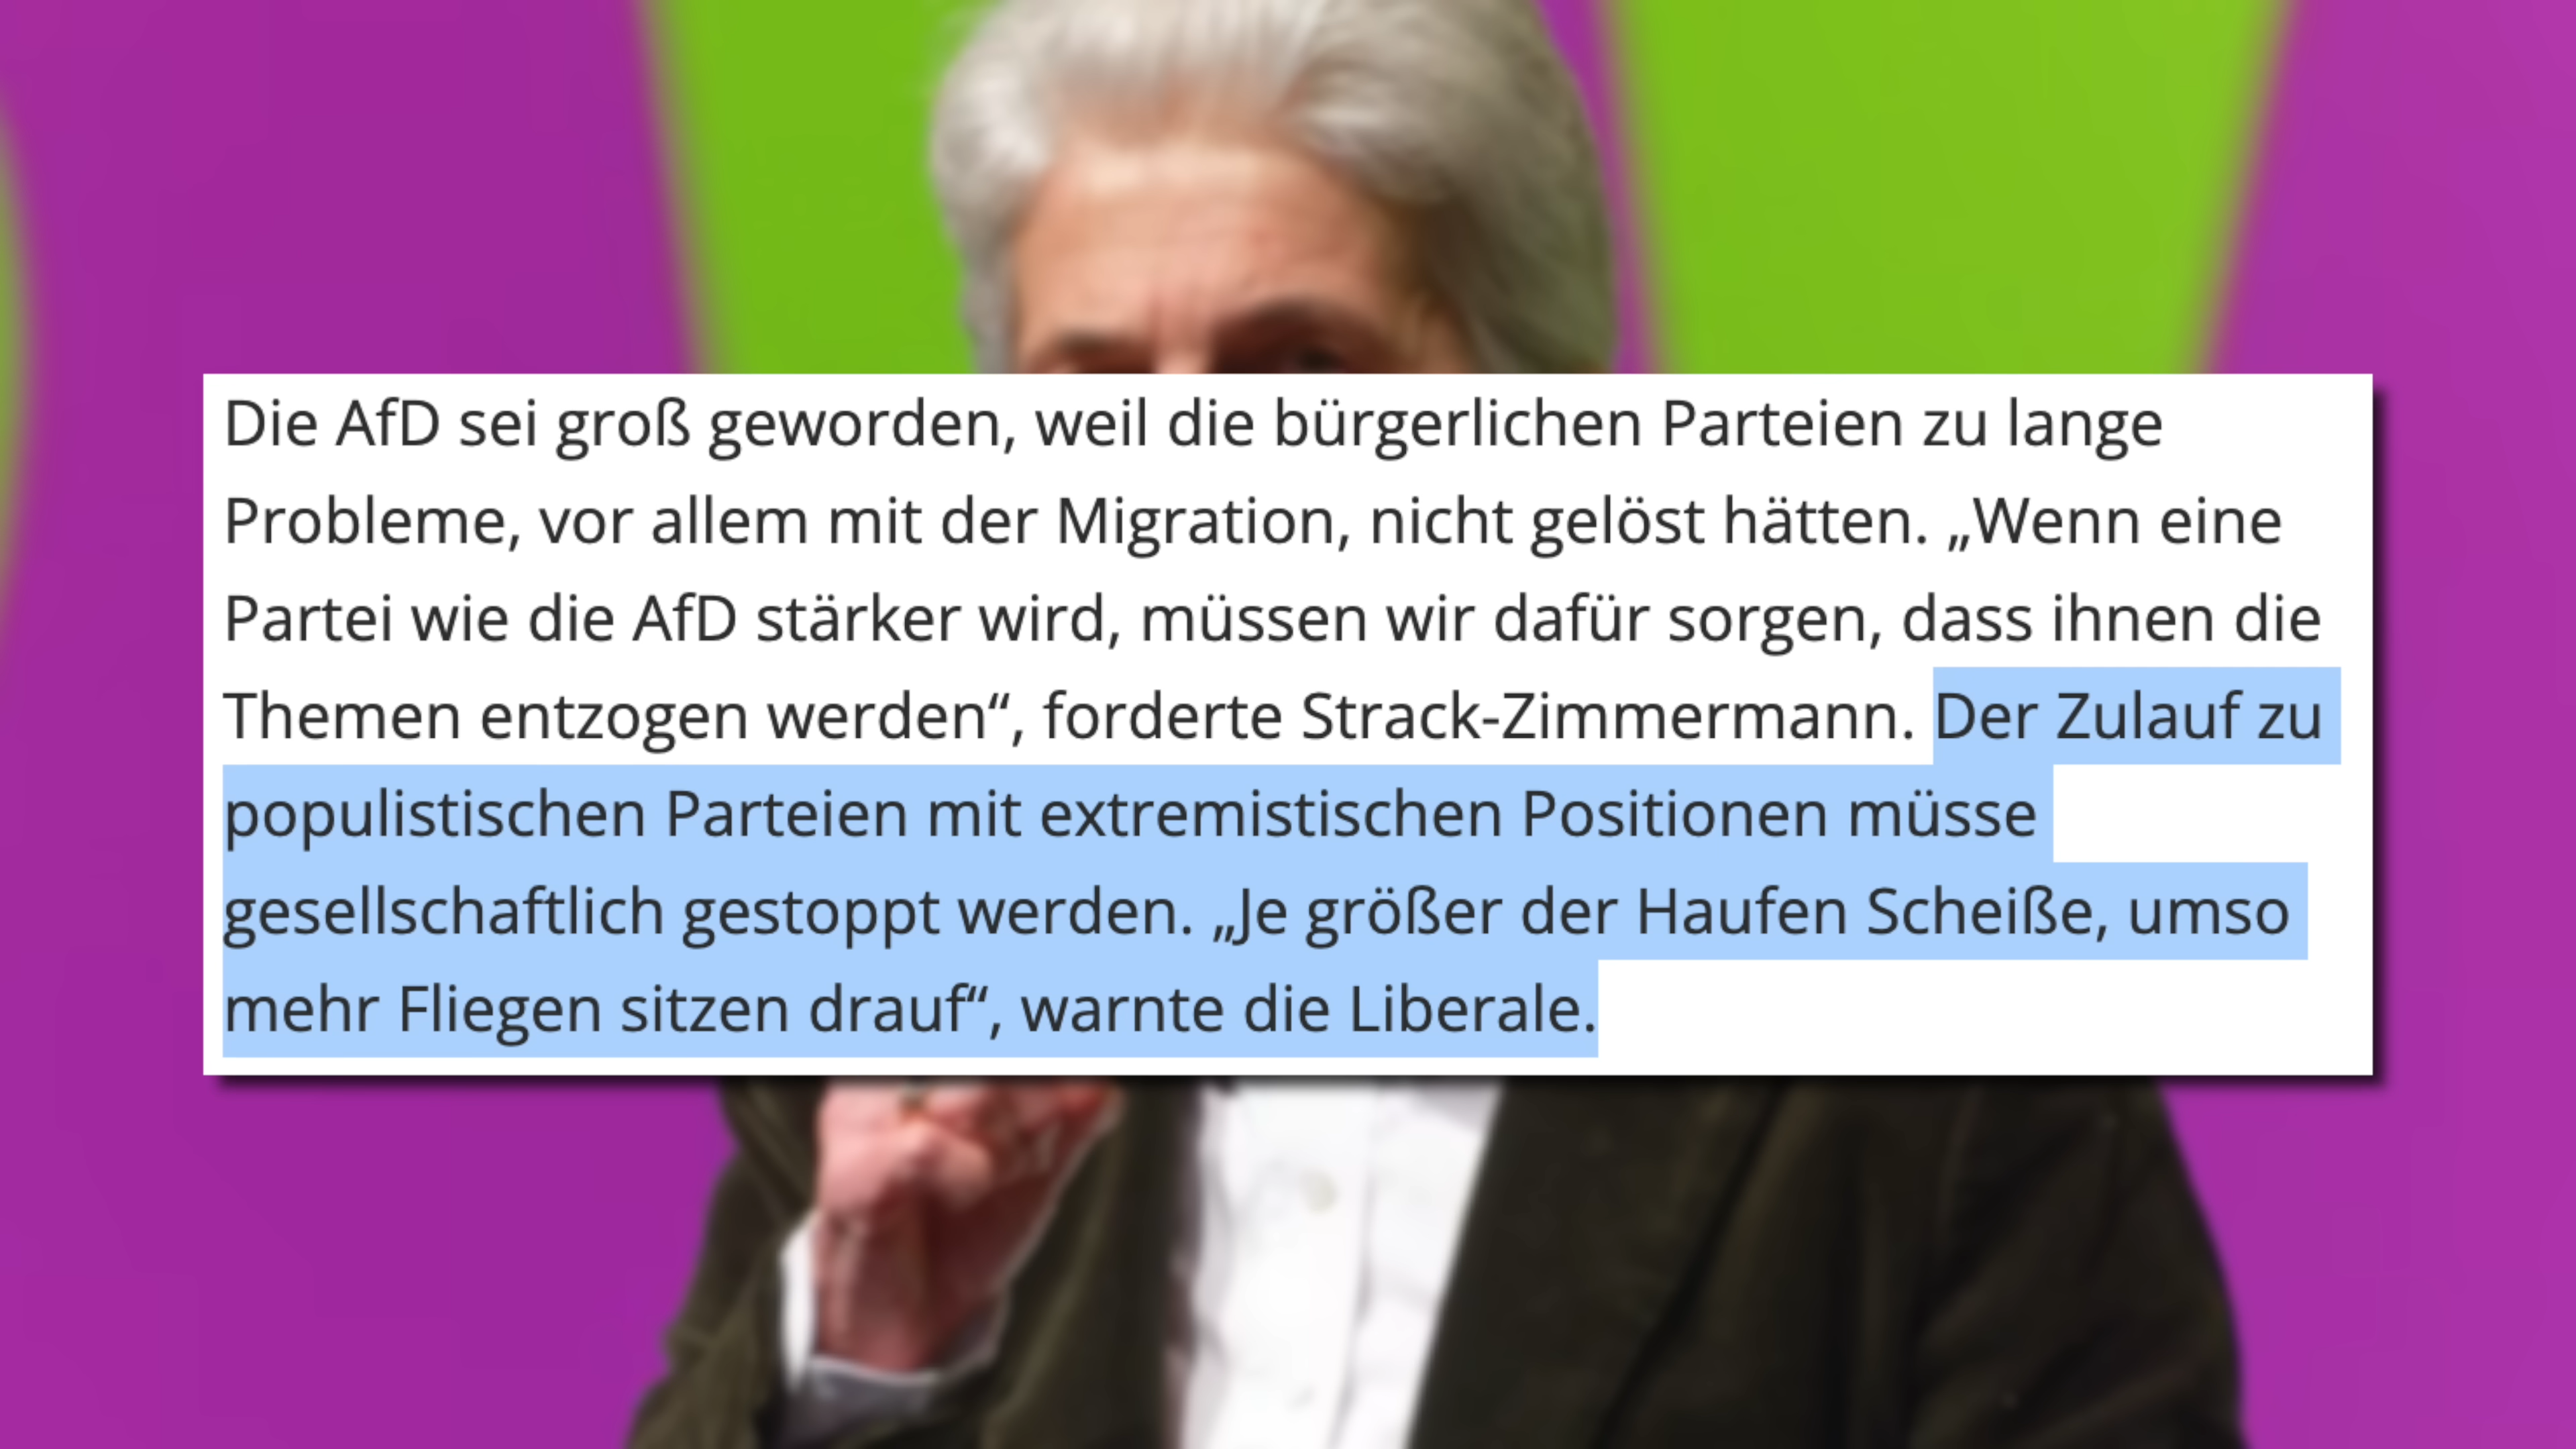 Die AfD sei groß geworden, weil die bürgerlichen Parteien zu lange
Probleme, vor allem mit der Migration, nicht gelöst hätten. „Wenn eine
Partei wie die AfD stärker wird, müssen wir dafür sorgen, dass ihnen die
Themen entzogen werden“, forderte Strack-Zimmermann. Der Zulauf zu
populistischen Parteien mit extremistischen Positionen müsse
gesellschaftlich gestoppt werden. „Je größer der Haufen Scheiße, umso
mehr Fliegen sitzen drauf“, warnte die Liberale.